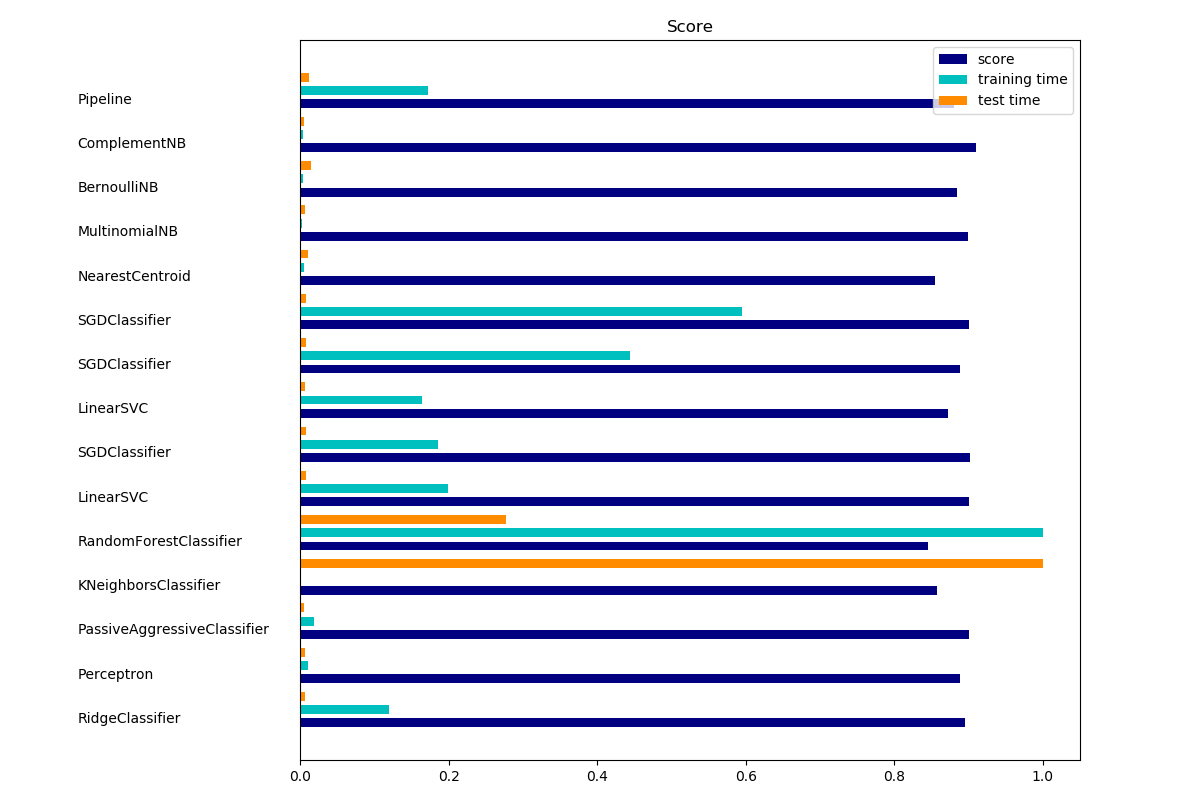 Score
score
training time
test time
Pipeline
ComplementNB
BernoulliNB
MultinomialNB
NearestCentroid
SGDClassifier
SGDClassifier
LinearSVC
SGDClassifier
LinearSVC
RandomForestClassifier
KNeighborsClassifier
PassiveAggressiveClassifier
Perceptron
RidgeClassifier
0.0 0.2 0.4 0.6 0.8 1.0